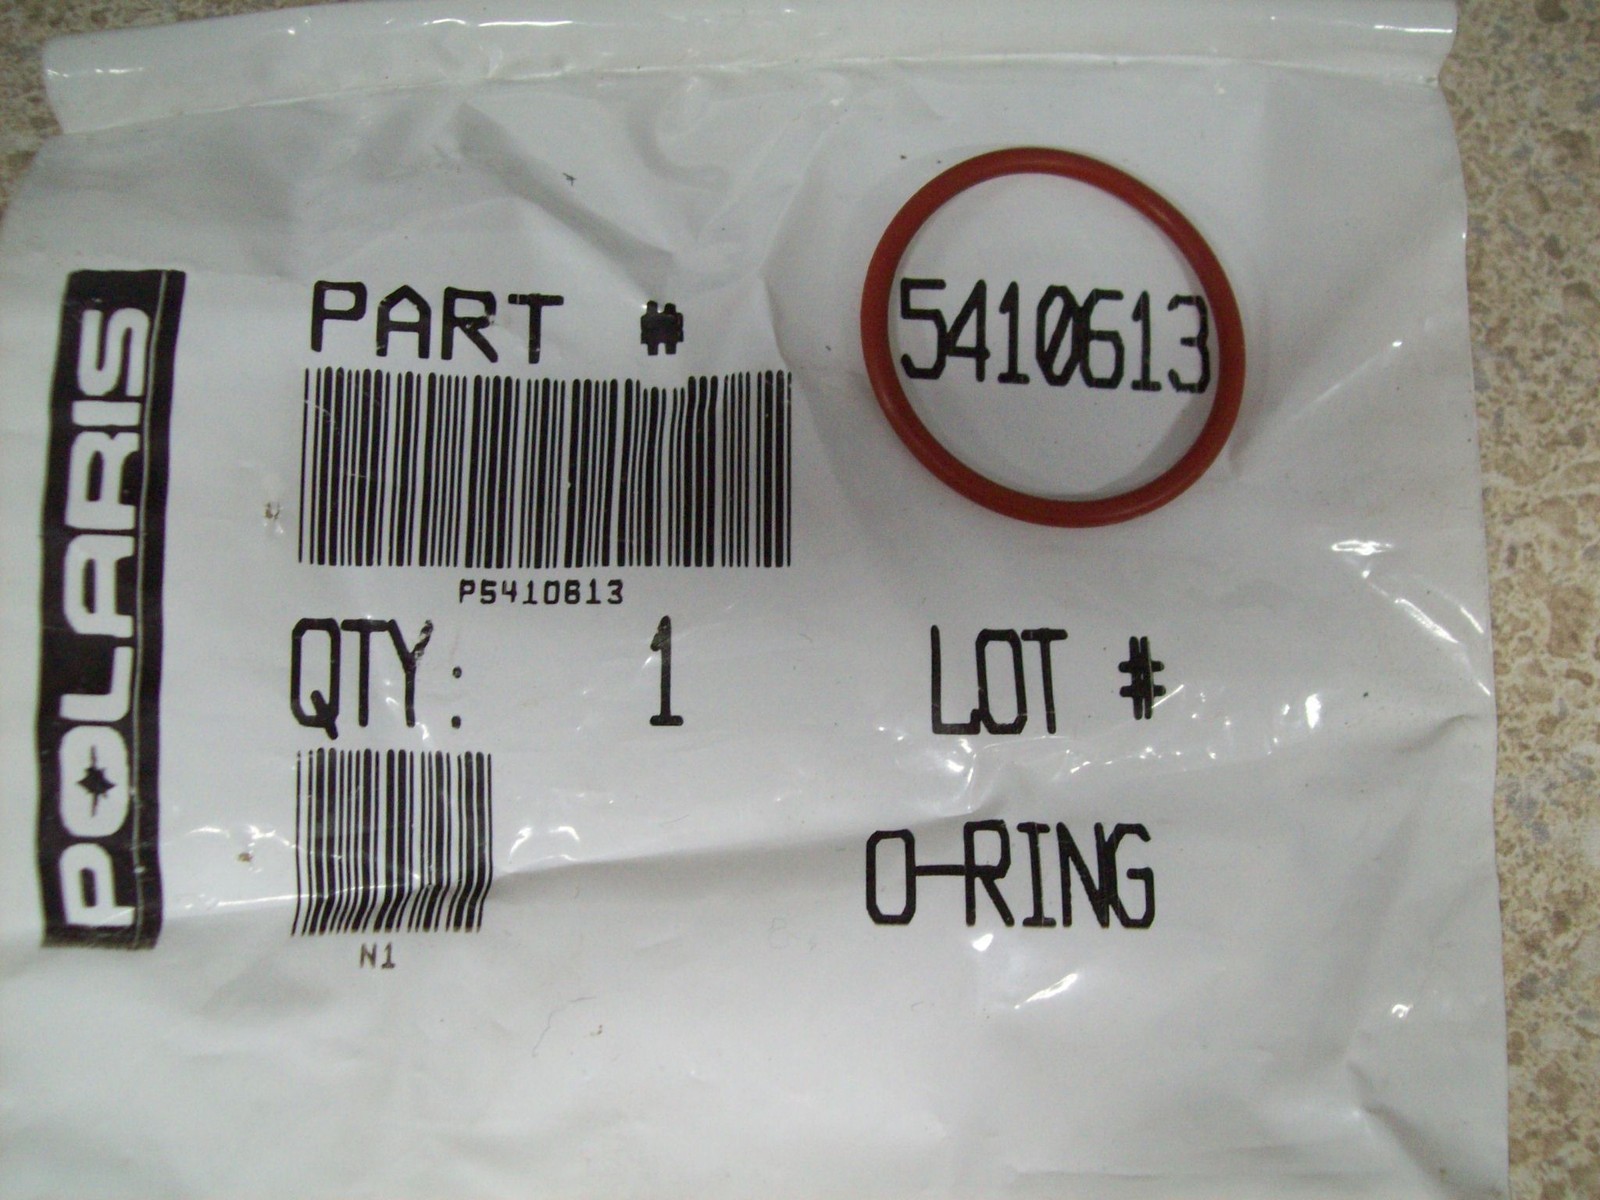 POLARIS
PART # 5410613
P5410613
QTY: 1 LOT #
N1
O-RING